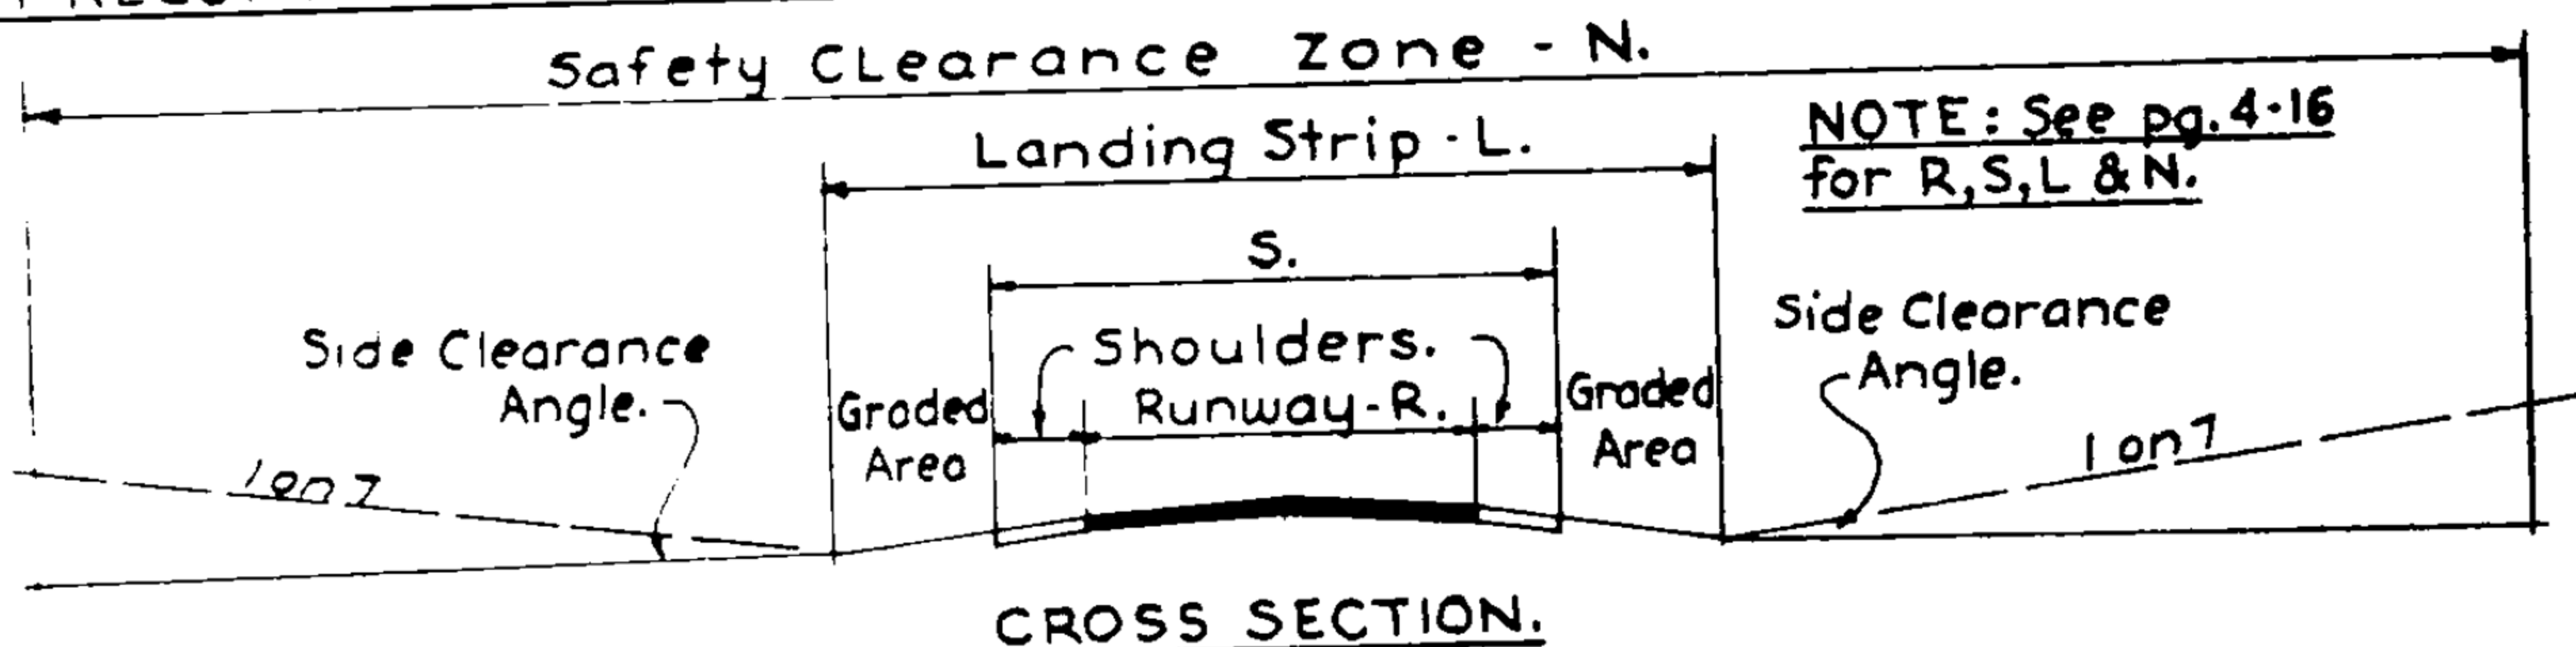 Safety Clearance Zone - N.
Landing Strip - L.
NOTE: See pg. 4-16
for R,S,L & N.
S.
Side Clearance
Angle.
Shoulders.
Runway-R.
Graded
Area
Graded
Area
Side Clearance
Angle.
1 on 7
1 on 7
CROSS SECTION.